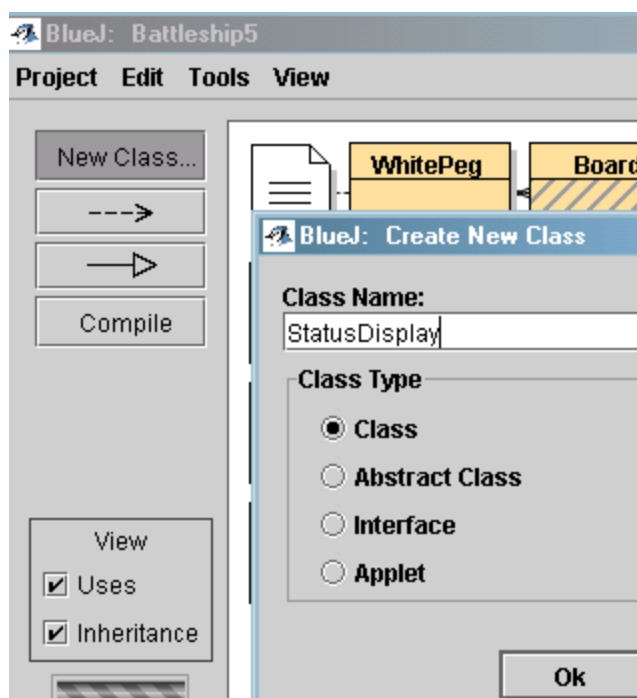 BlueJ: Battleship5
Project Edit Tools View
New Class...
WhitePeg
Board
BlueJ: Create New Class
Class Name:
StatusDisplay
Class Type
Class
Abstract Class
Interface
Applet
Compile
View
Uses
Inheritance
Ok